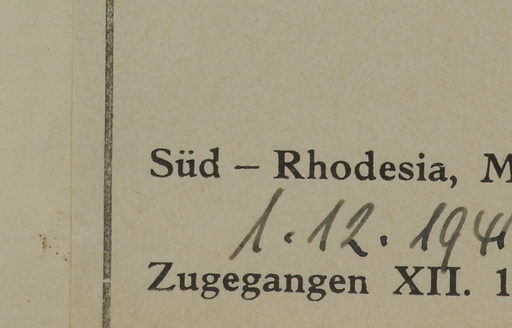 Süd – Rhodesia, M
1.12.194
Zugegangen XII. 1